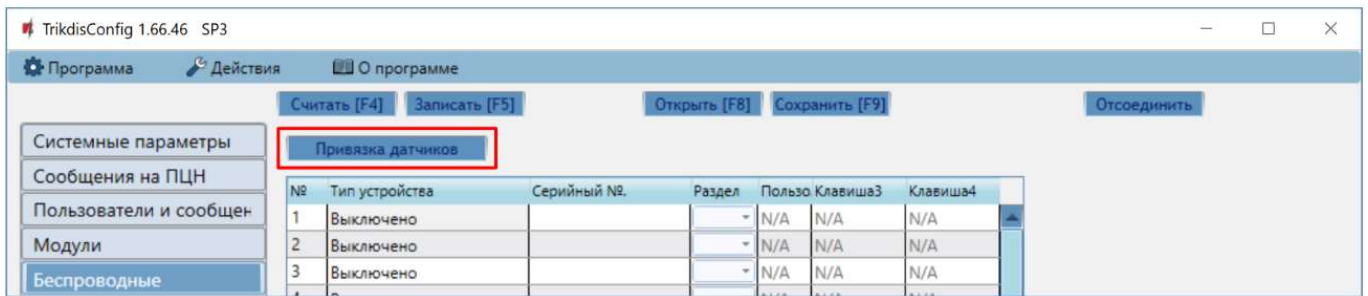 TrikdisConfig 1.66.46 SP3
Программа Действия О программе
Считать [F4] Записать [F5] Открыть [F8] Сохранить [F9] Отсоединить
Системные параметры
Привязка датчиков
Сообщения на ПЦН
№ Тип устройства Серийный №. Раздел Пользо Клавиша3 Клавиша4
Пользователи и сообщен
1 Выключено N/A N/A N/A
Модули
2 Выключено N/A N/A N/A
Беспроводные
3 Выключено N/A N/A N/A